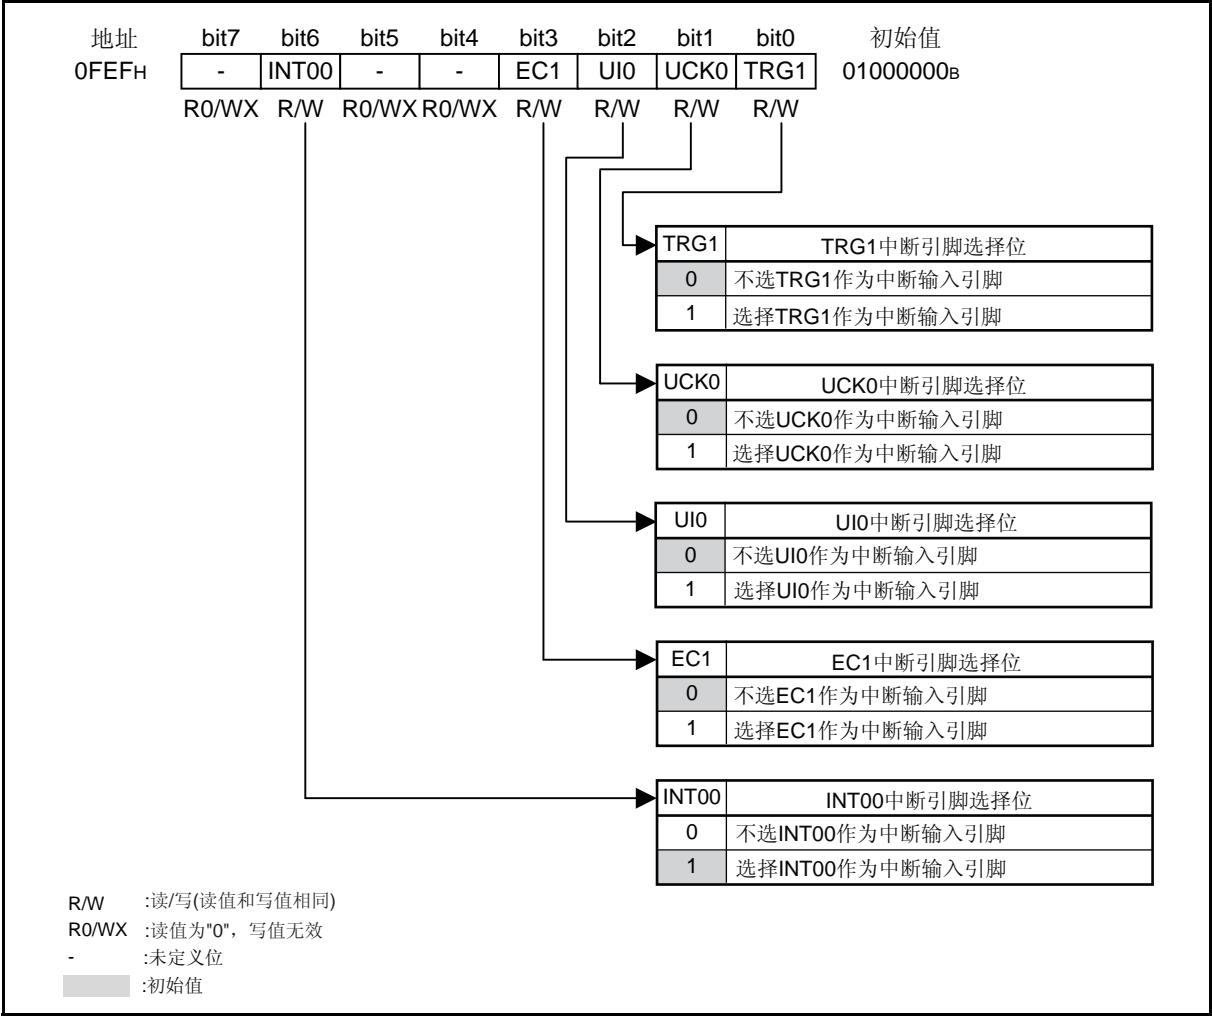 地址 bit7 bit6 bit5 bit4 bit3 bit2 bit1 bit0 初始值
0FEFH - INT00 - - EC1 UI0 UCK0 TRG1 01000000B
R0/WX R/W R0/WX R0/WX R/W R/W R/W R/W
TRG1 TRG1中断引脚选择位
0 不选TRG1作为中断输入引脚
1 选择TRG1作为中断输入引脚
UCK0 UCK0中断引脚选择位
0 不选UCK0作为中断输入引脚
1 选择UCK0作为中断输入引脚
UI0 UI0中断引脚选择位
0 不选UI0作为中断输入引脚
1 选择UI0作为中断输入引脚
EC1 EC1中断引脚选择位
0 不选EC1作为中断输入引脚
1 选择EC1作为中断输入引脚
INT00 INT00中断引脚选择位
0 不选INT00作为中断输入引脚
1 选择INT00作为中断输入引脚
R/W :读/写(读值和写值相同)
R0/WX :读值为"0"，写值无效
- :未定义位
:初始值